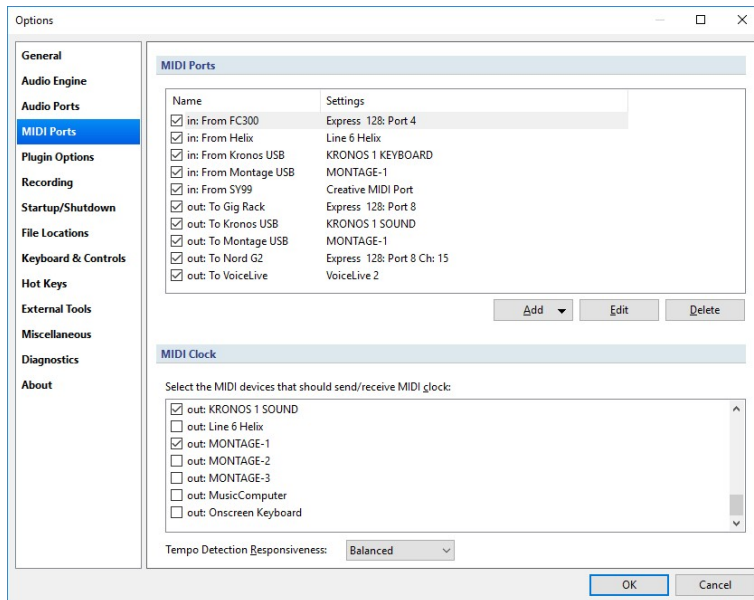 Options
General
Audio Engine
Audio Ports
MIDI Ports
Plugin Options
Recording
Startup/Shutdown
File Locations
Keyboard & Controls
Hot Keys
External Tools
Miscellaneous
Diagnostics
About
MIDI Ports
Name Settings
in: From FC300 Express 128: Port 4
in: From Helix Line 6 Helix
in: From Kronos USB KRONOS 1 KEYBOARD
in: From Montage USB MONTAGE-1
in: From SY99 Creative MIDI Port
out: To Gig Rack Express 128: Port 8
out: To Kronos USB KRONOS 1 SOUND
out: To Montage USB MONTAGE-1
out: To Nord G2 Express 128: Port 8 Ch: 15
out: To VoiceLive VoiceLive 2
Add Edit Delete
MIDI Clock
Select the MIDI devices that should send/receive MIDI clock:
out: KRONOS 1 SOUND
out: Line 6 Helix
out: MONTAGE-1
out: MONTAGE-2
out: MONTAGE-3
out: MusicComputer
out: Onscreen Keyboard
Tempo Detection Responsiveness: Balanced
OK Cancel